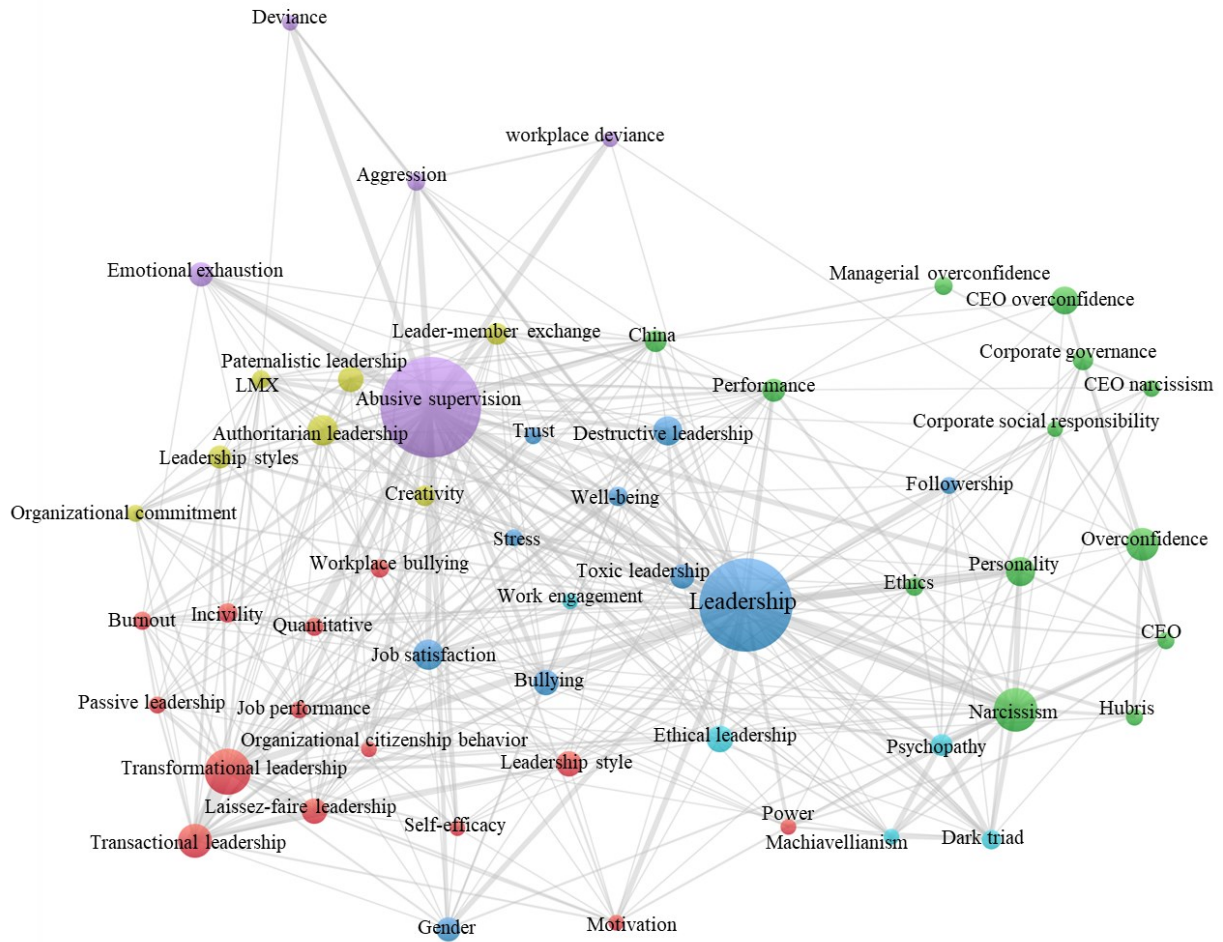 Deviance
workplace deviance
Aggression
Emotional exhaustion
Managerial overconfidence
CEO overconfidence
Leader-member exchange
China
Corporate governance
Paternalistic leadership
LMX
Performance
CEO narcissism
Abusive supervision
Corporate social responsibility
Trust
Destructive leadership
Authoritarian leadership
Leadership styles
Followership
Creativity
Well-being
Organizational commitment
Stress
Overconfidence
Workplace bullying
Toxic leadership
Personality
Ethics
Work engagement
Leadership
Incivility
Burnout
Quantitative
CEO
Job satisfaction
Bullying
Passive leadership
Job performance
Narcissism
Hubris
Ethical leadership
Organizational citizenship behavior
Psychopathy
Leadership style
Transformational leadership
Laissez-faire leadership
Power
Self-efficacy
Transactional leadership
Machiavellianism
Dark triad
Gender
Motivation